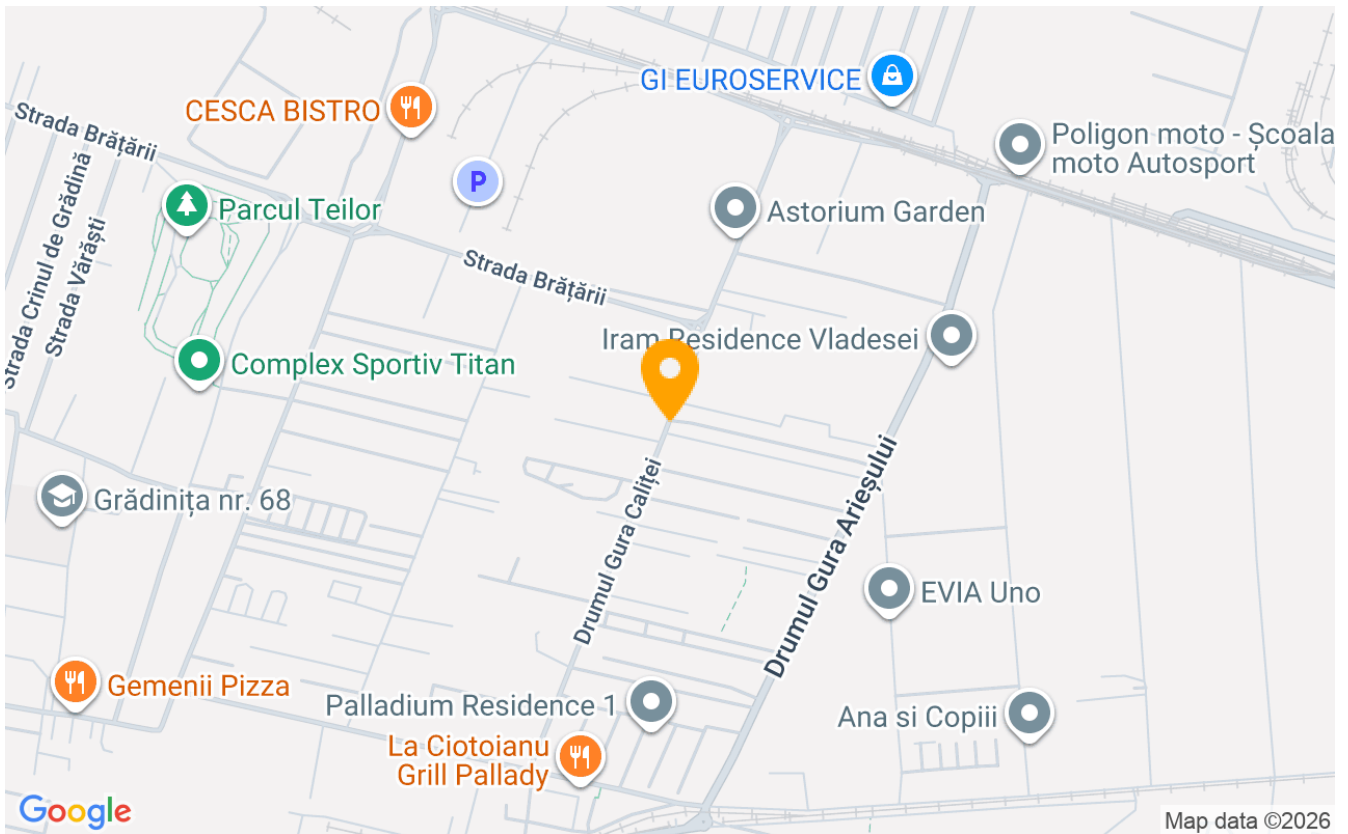 GI EUROSERVICE
CESCA BISTRO
Strada Brățării
Poligon moto - Școala
moto Autosport
P
Parcul Teilor
Astorium Garden
Strada Crinul de Grădină
Strada Vărăști
Strada Brățării
Iram Residence Vladesei
Complex Sportiv Titan
Grădinița nr. 68
Drumul Gura Caliței
Drumul Gura Arieșului
EVIA Uno
Gemenii Pizza
Palladium Residence 1
Ana si Copiii
La Ciotoianu
Grill Pallady
Google
Map data ©2026